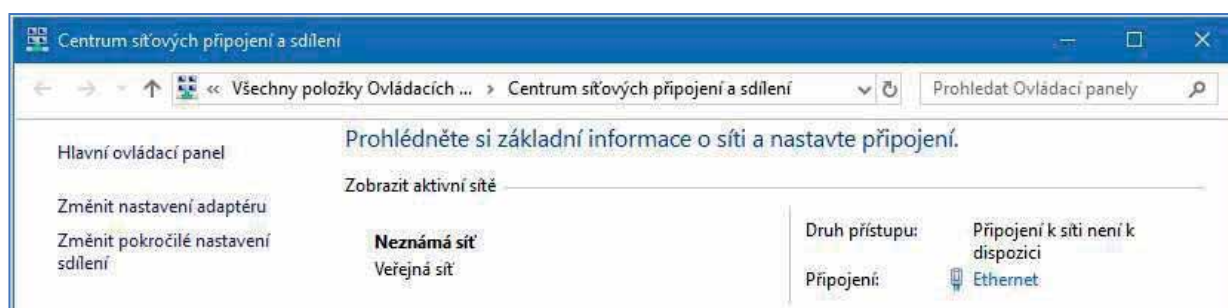 Centrum síťových připojení a sdílení
« Všechny položky Ovládacích ... › Centrum síťových připojení a sdílení
Prohledat Ovládací panely
Hlavní ovládací panel
Změnit nastavení adaptéru
Změnit pokročilé nastavení
sdílení
Prohlédněte si základní informace o síti a nastavte připojení.
Zobrazit aktivní sítě
Neznámá síť
Veřejná síť
Druh přístupu: Připojení k síti není k
dispozici
Připojení: Ethernet